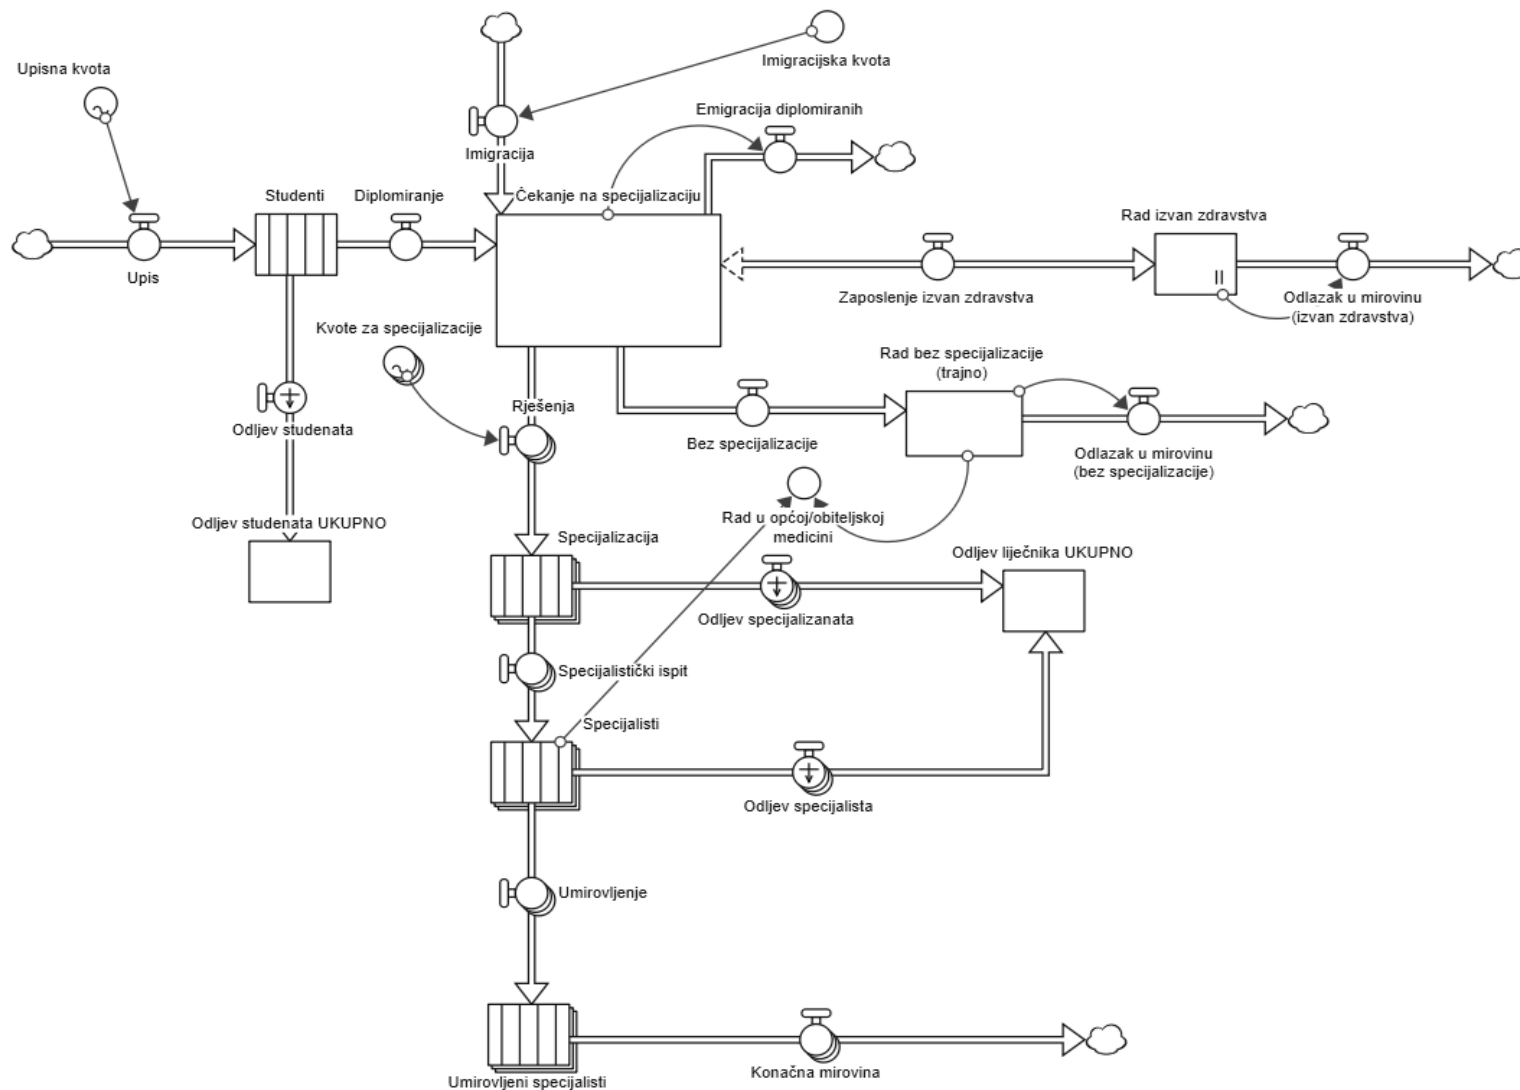 Upisna kvota
Imigracijska kvota
Emigracija diplomiranih
Imigracija
Studenti
Diplomiranje
Čekanje na specijalizaciju
Rad izvan zdravstva
Upis
Zaposlenje izvan zdravstva
Odlazak u mirovinu
(izvan zdravstva)
Kvote za specijalizacije
Rad bez specijalizacije
(trajno)
Rješenja
Odljev studenata
Bez specijalizacije
Odlazak u mirovinu
(bez specijalizacije)
Odljev studenata UKUPNO
Rad u općoj/obiteljskoj
medicini
Specijalizacija
Odljev liječnika UKUPNO
Odljev specijalizanata
Specijalistički ispit
Specijalisti
Odljev specijalista
Umirovljenje
Umirovljeni specijalisti
Konačna mirovina